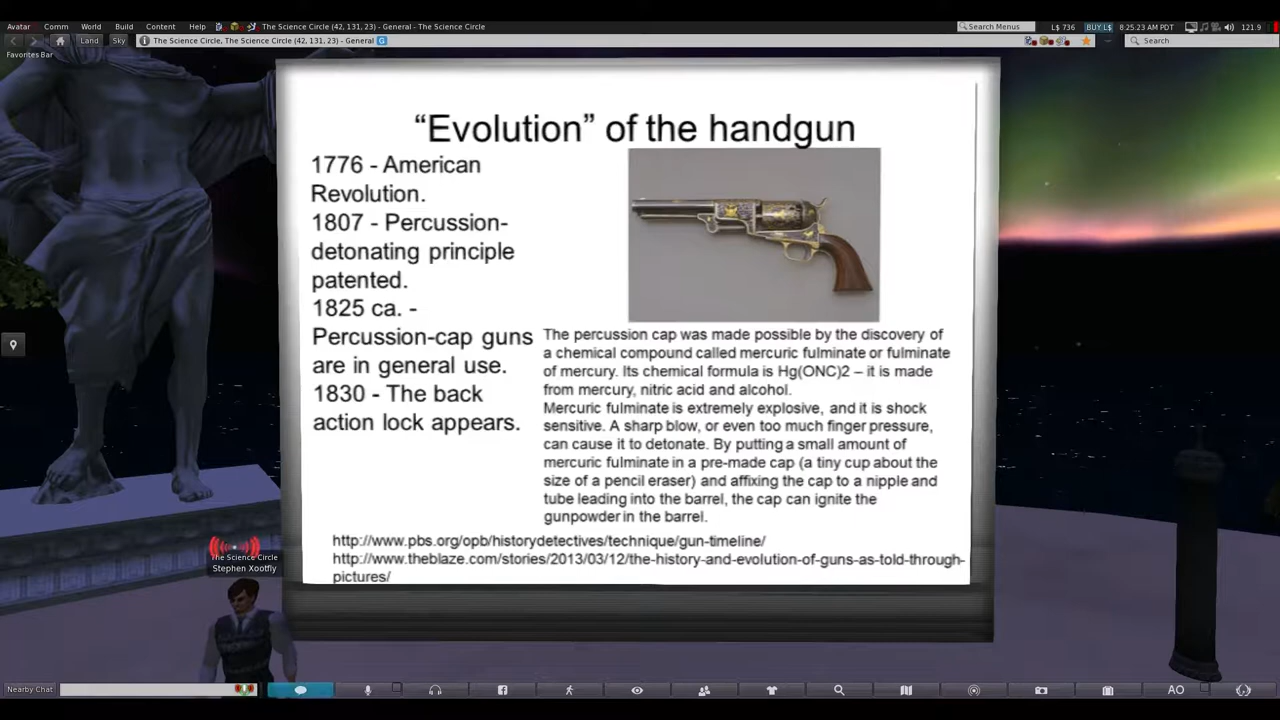 Avatar Comm World Build Content Help The Science Circle (42, 131, 23) - General - The Science Circle Search Menus L$ 736 BUY L$ 8:25:23 AM PDT 121.9
Land Sky The Science Circle, The Science Circle (42, 131, 23) - General G Search
Favorites Bar
“Evolution” of the handgun
1776 - American
Revolution.
1807 - Percussion-
detonating principle
patented.
1825 ca. -
Percussion-cap guns
are in general use.
1830 - The back
action lock appears.
The percussion cap was made possible by the discovery of
a chemical compound called mercuric fulminate or fulminate
of mercury. Its chemical formula is Hg(ONC)2 – it is made
from mercury, nitric acid and alcohol.
Mercuric fulminate is extremely explosive, and it is shock
sensitive. A sharp blow, or even too much finger pressure,
can cause it to detonate. By putting a small amount of
mercuric fulminate in a pre-made cap (a tiny cup about the
size of a pencil eraser) and affixing the cap to a nipple and
tube leading into the barrel, the cap can ignite the
gunpowder in the barrel.
http://www.pbs.org/opb/historydetectives/technique/gun-timeline/
http://www.theblaze.com/stories/2013/03/12/the-history-and-evolution-of-guns-as-told-through-
pictures/
The Science Circle
Stephen Xootfly
Nearby Chat AO